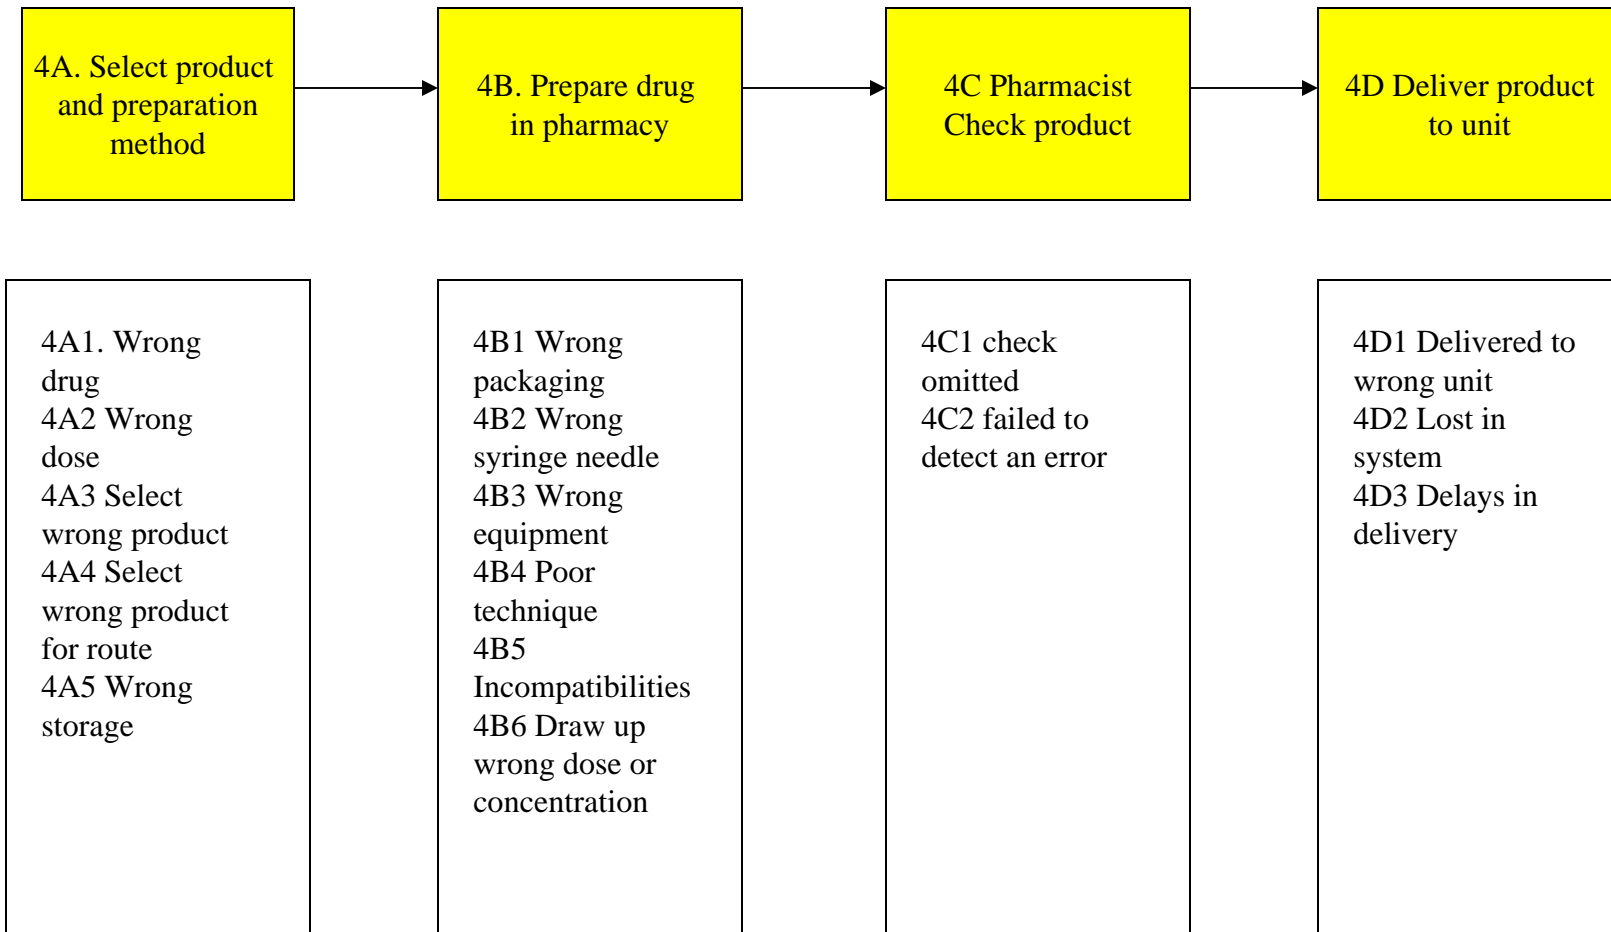 4A. Select product
and preparation
method
4B. Prepare drug
in pharmacy
4C Pharmacist
Check product
4D Deliver product
to unit
4A1. Wrong
drug
4A2 Wrong
dose
4A3 Select
wrong product
4A4 Select
wrong product
for route
4A5 Wrong
storage
4B1 Wrong
packaging
4B2 Wrong
syringe needle
4B3 Wrong
equipment
4B4 Poor
technique
4B5
Incompatibilities
4B6 Draw up
wrong dose or
concentration
4C1 check
omitted
4C2 failed to
detect an error
4D1 Delivered to
wrong unit
4D2 Lost in
system
4D3 Delays in
delivery